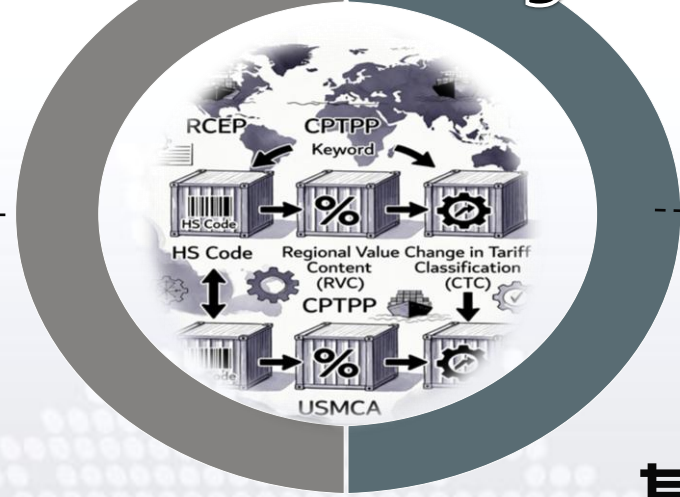 RCEP
CPTPP
Keyword
HS Code
HS Code
Regional Value
Content
(RVC)
Change in Tariff
Classification
(CTC)
CPTPP
%
%
USMCA